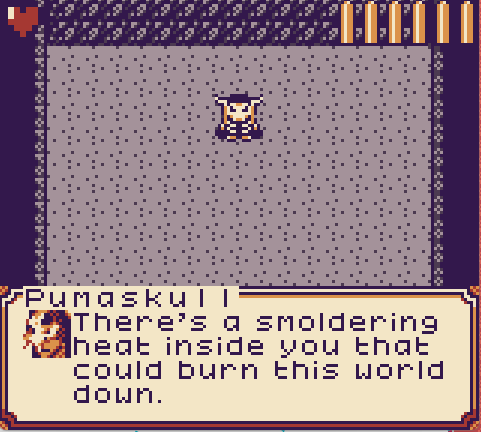 Pumaskull
There's a smoldering
heat inside you that
could burn this world
down.